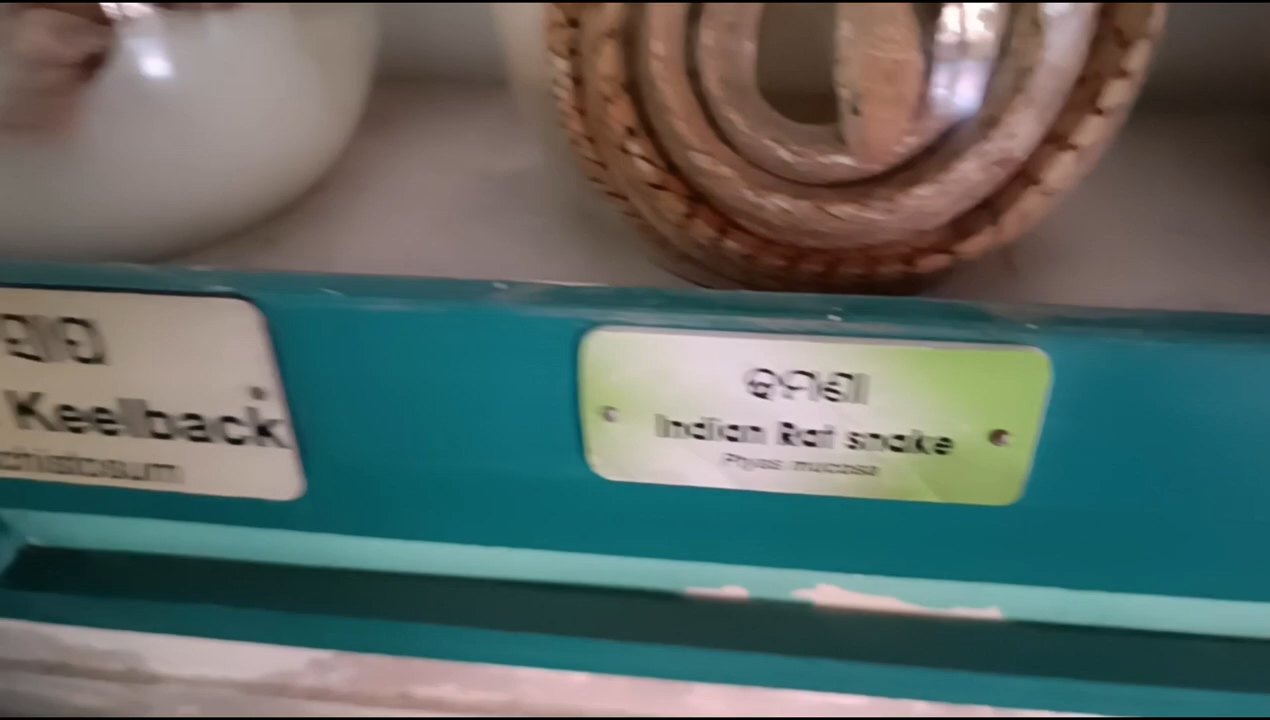 Keelback
ଢମଣା
Indian Rat snake
Ptyas mucosa